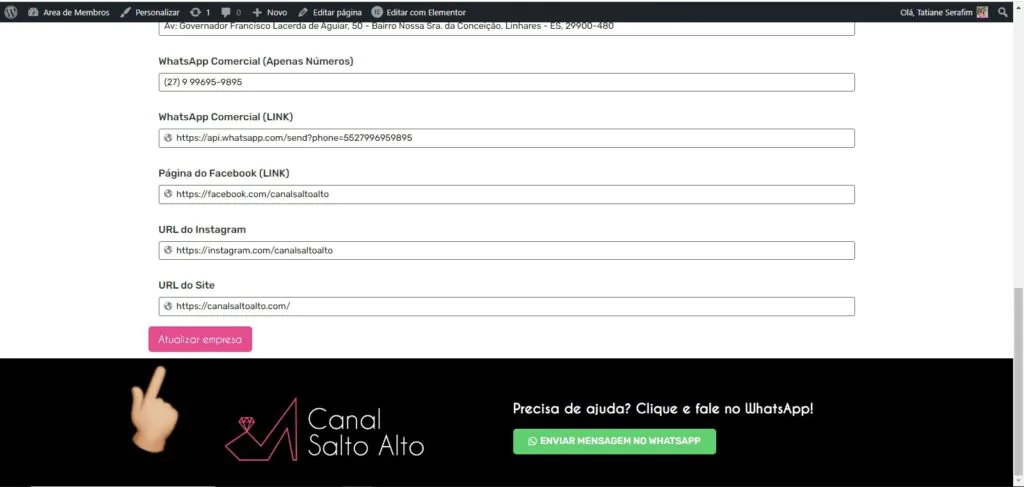 Area de Membros Personalizar 1 0 Novo Editar página Editar com Elementor Olá, Tatiane Serafim
Av: Governador Francisco Lacerda de Aguiar, 50 - Bairro Nossa Sra. da Conceição, Linhares - ES, 29900-480
WhatsApp Comercial (Apenas Números)
(27) 9 99695-9895
WhatsApp Comercial (LINK)
https://api.whatsapp.com/send?phone=5527996959895
Página do Facebook (LINK)
https://facebook.com/canalsaltoalto
URL do Instagram
https://instagram.com/canalsaltoalto
URL do Site
https://canalsaltoalto.com/
Atualizar empresa
Canal
Salto Alto
Precisa de ajuda? Clique e fale no WhatsApp!
ENVIAR MENSAGEM NO WHATSAPP